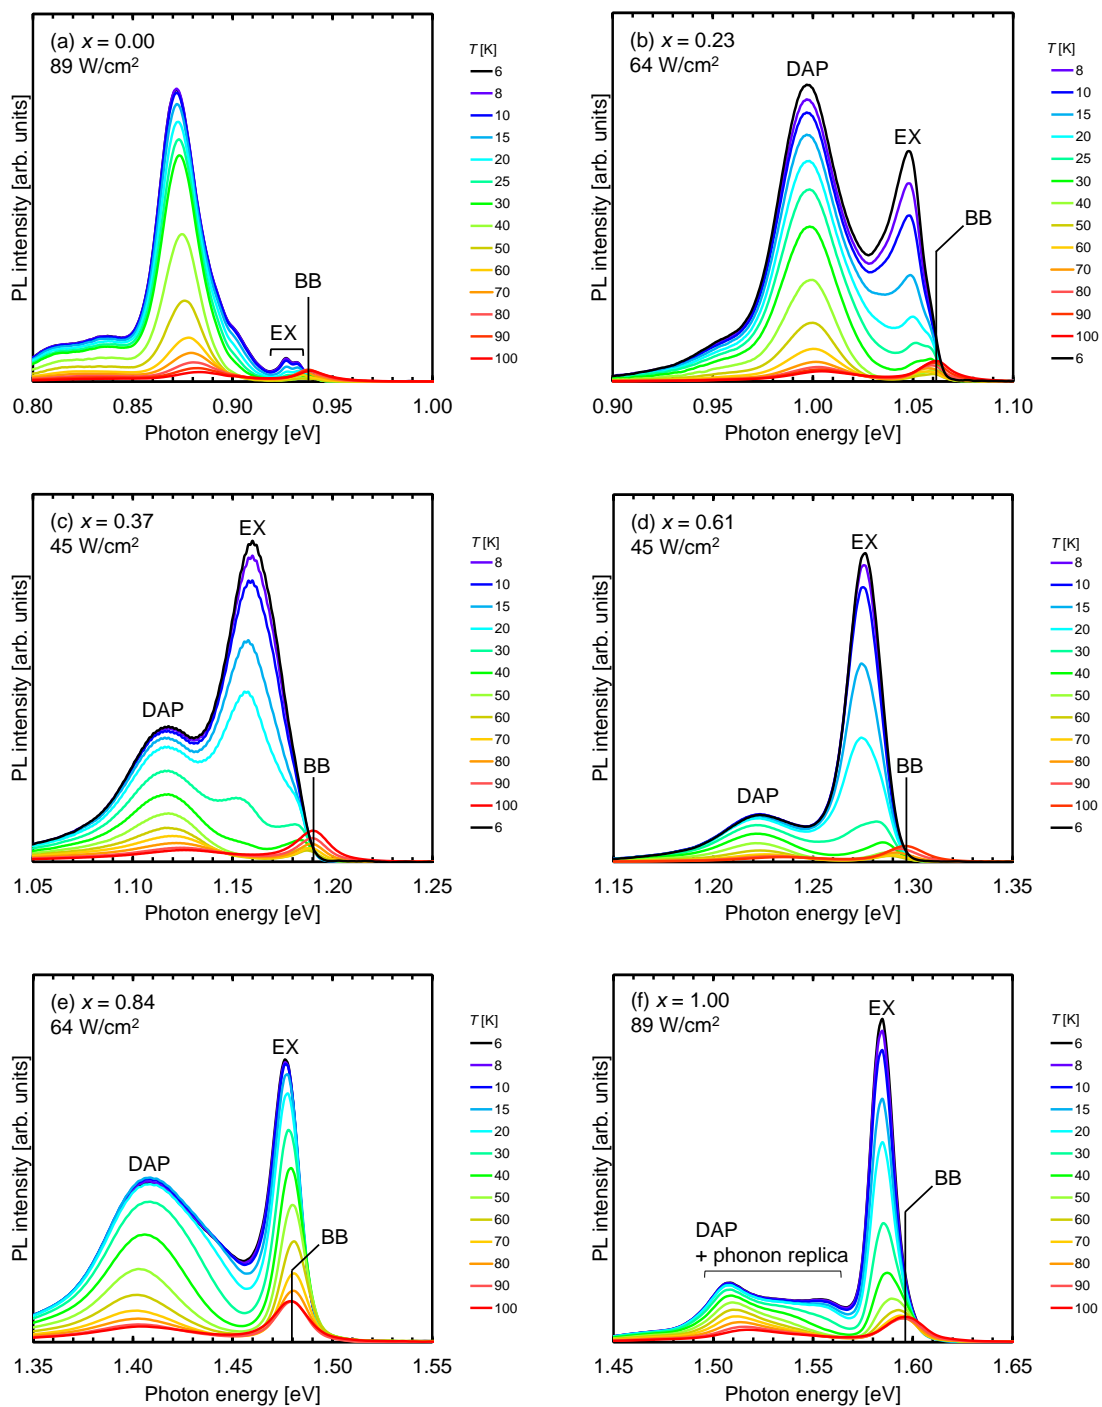 (a) x = 0.00
89 W/cm²
EX
BB
PL intensity [arb. units]
0.80 0.85 0.90 0.95 1.00
Photon energy [eV]
T [K]
6
8
10
15
20
25
30
40
50
60
70
80
90
100
(b) x = 0.23
64 W/cm²
DAP
EX
BB
PL intensity [arb. units]
0.90 0.95 1.00 1.05 1.10
Photon energy [eV]
T [K]
8
10
15
20
25
30
40
50
60
70
80
90
100
6
(c) x = 0.37
45 W/cm²
EX
DAP
BB
PL intensity [arb. units]
1.05 1.10 1.15 1.20 1.25
Photon energy [eV]
T [K]
8
10
15
20
30
40
50
60
70
80
90
100
6
(d) x = 0.61
45 W/cm²
EX
DAP
BB
PL intensity [arb. units]
1.15 1.20 1.25 1.30 1.35
Photon energy [eV]
T [K]
8
10
15
20
30
40
50
60
70
80
90
100
6
(e) x = 0.84
64 W/cm²
EX
DAP
BB
PL intensity [arb. units]
1.35 1.40 1.45 1.50 1.55
Photon energy [eV]
T [K]
6
8
10
15
20
30
40
50
60
70
80
90
100
(f) x = 1.00
89 W/cm²
EX
BB
DAP
+ phonon replica
PL intensity [arb. units]
1.45 1.50 1.55 1.60 1.65
Photon energy [eV]
T [K]
6
8
10
15
20
30
40
50
60
70
80
90
100